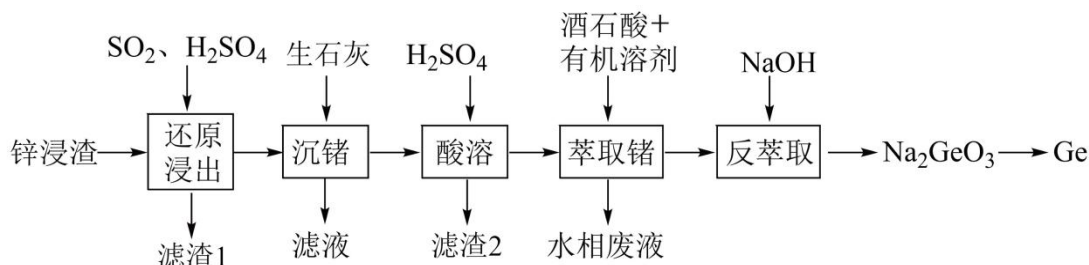 SO₂、H₂SO₄
生石灰
H₂SO₄
酒石酸+
有机溶剂
NaOH
锌浸渣
还原
浸出
沉锗
酸溶
萃取锗
反萃取
Na₂GeO₃
Ge
滤渣1
滤液
滤渣2
水相废液